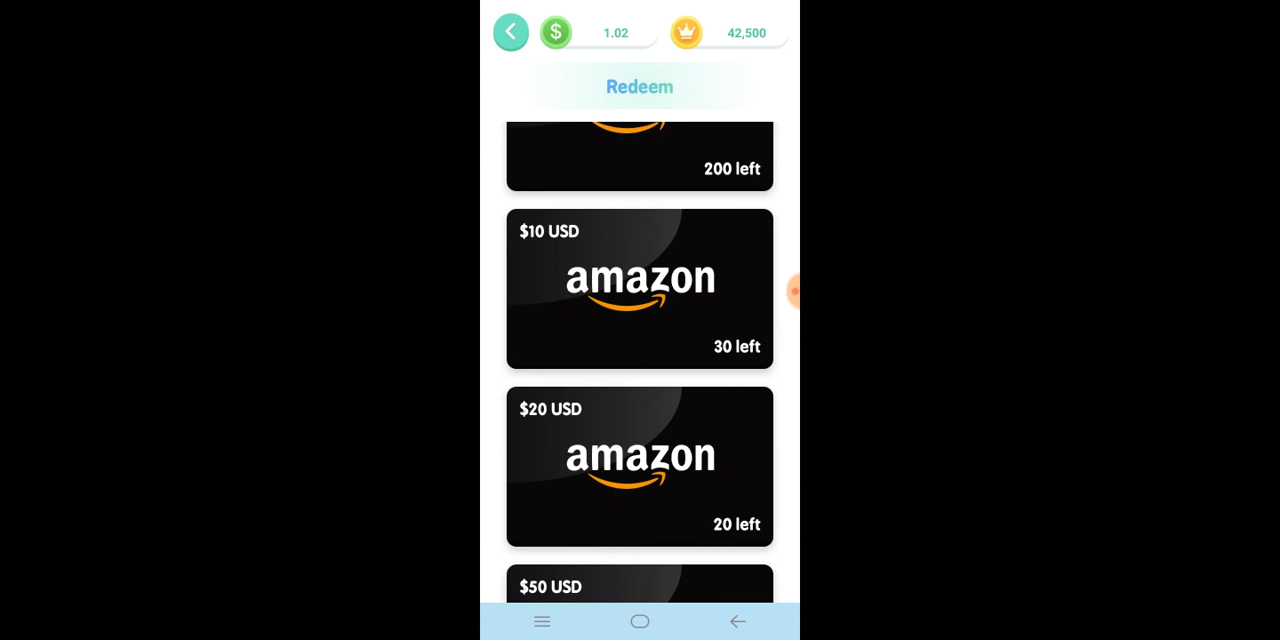 $ 1.02 42,500
Redeem
200 left
$10 USD
amazon
30 left
$20 USD
amazon
20 left
$50 USD